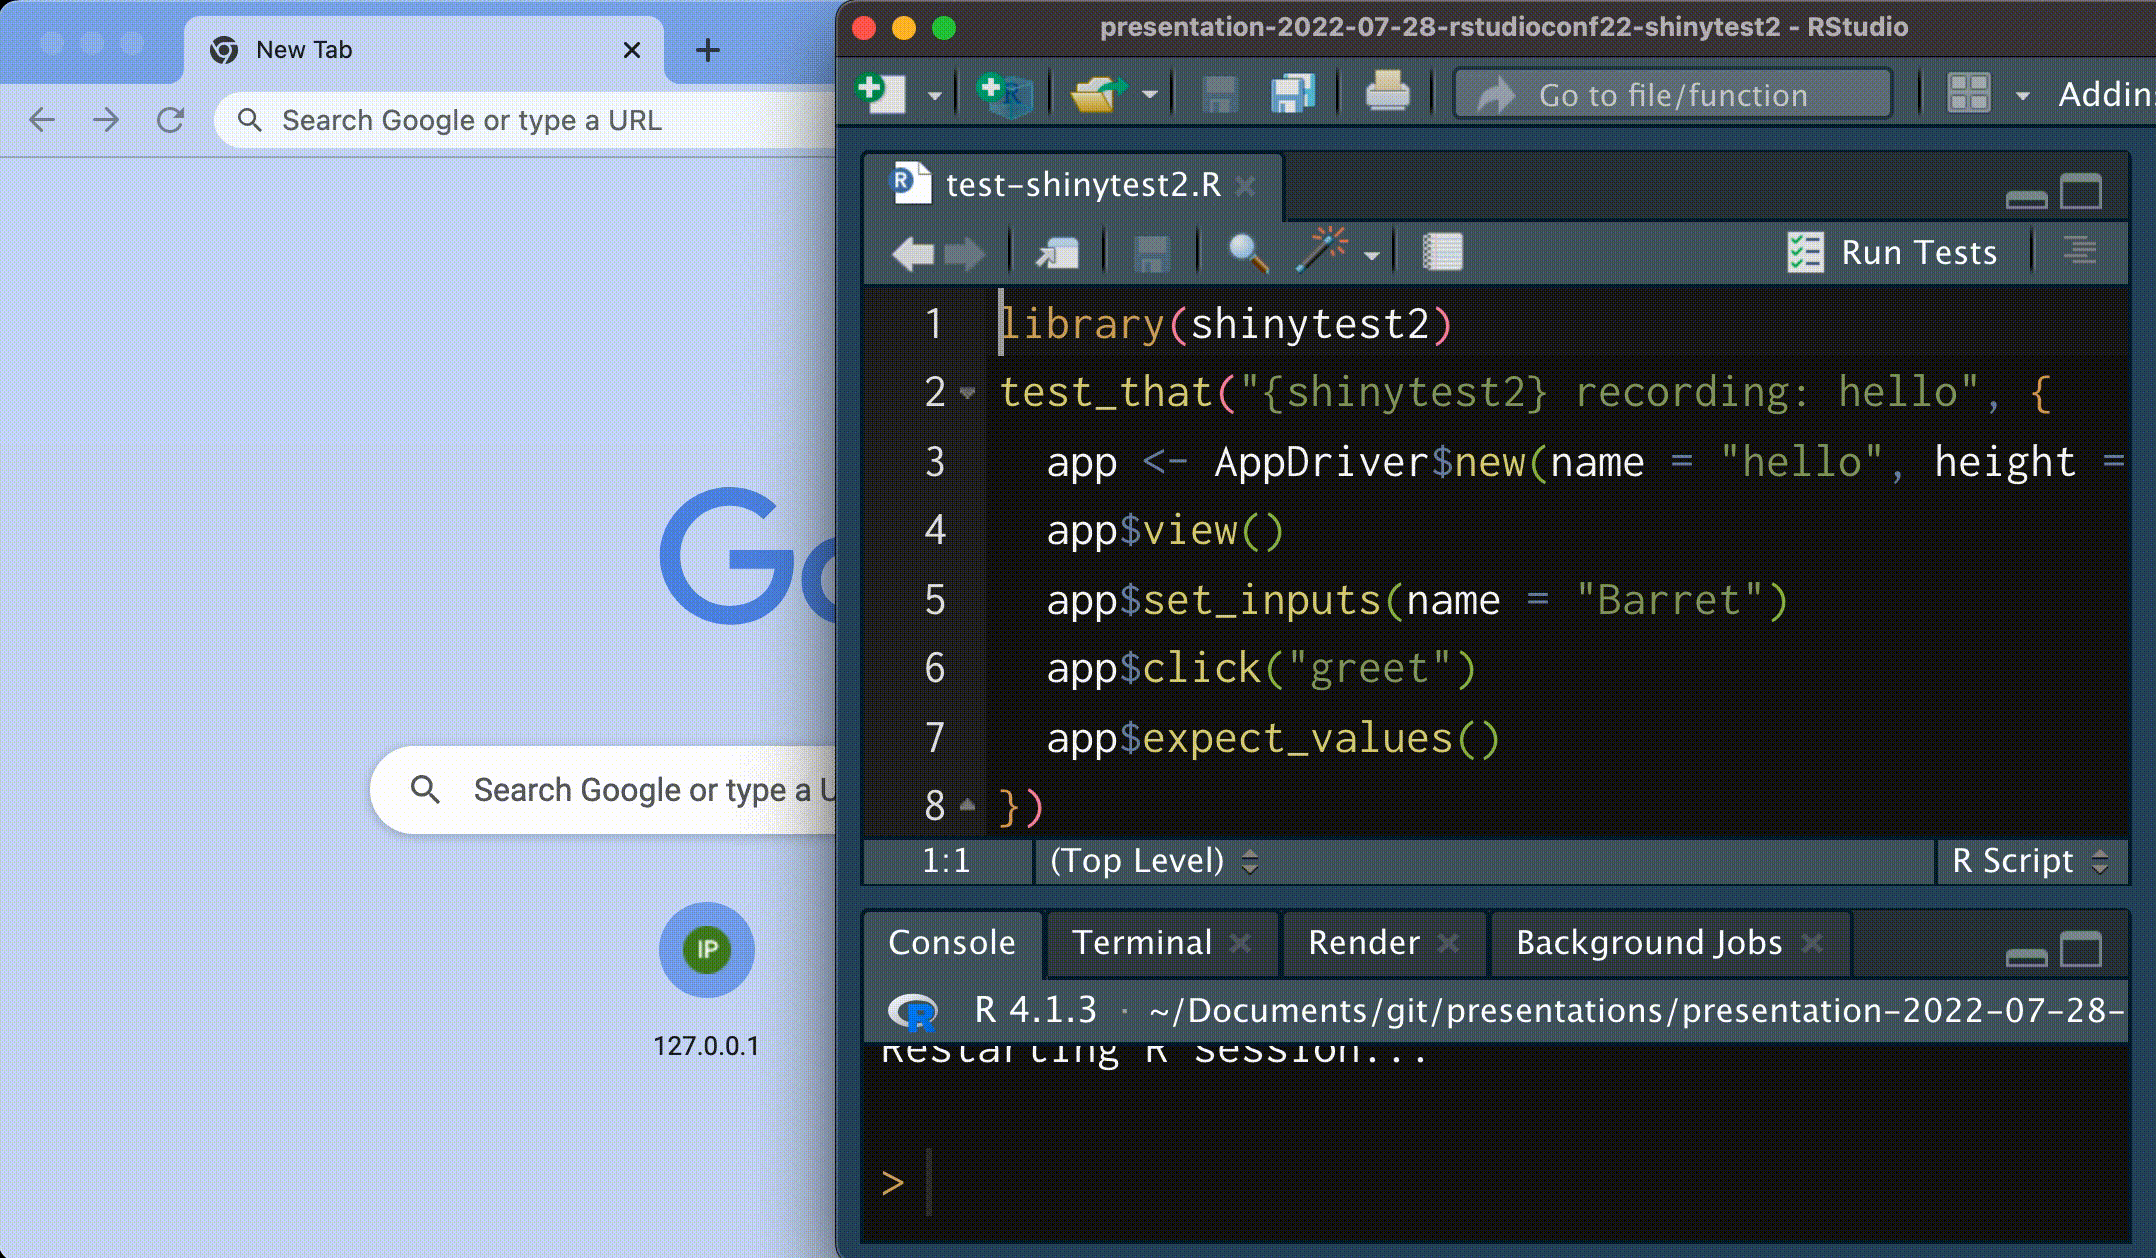 New Tab
Search Google or type a URL
Go
Search Google or type a U
IP
127.0.0.1
presentation-2022-07-28-rstudioconf22-shinytest2 - RStudio
R
Go to file/function
Addin
R
test-shinytest2.R
Run Tests
1 library(shinytest2)
2 test_that("{shinytest2} recording: hello", {
3 app <- AppDriver$new(name = "hello", height =
4 app$view()
5 app$set_inputs(name = "Barret")
6 app$click("greet")
7 app$expect_values()
8 })
1:1 (Top Level) R Script
Console Terminal Render Background Jobs
R R 4.1.3 · ~/Documents/git/presentations/presentation-2022-07-28-
Restarting R session...
>